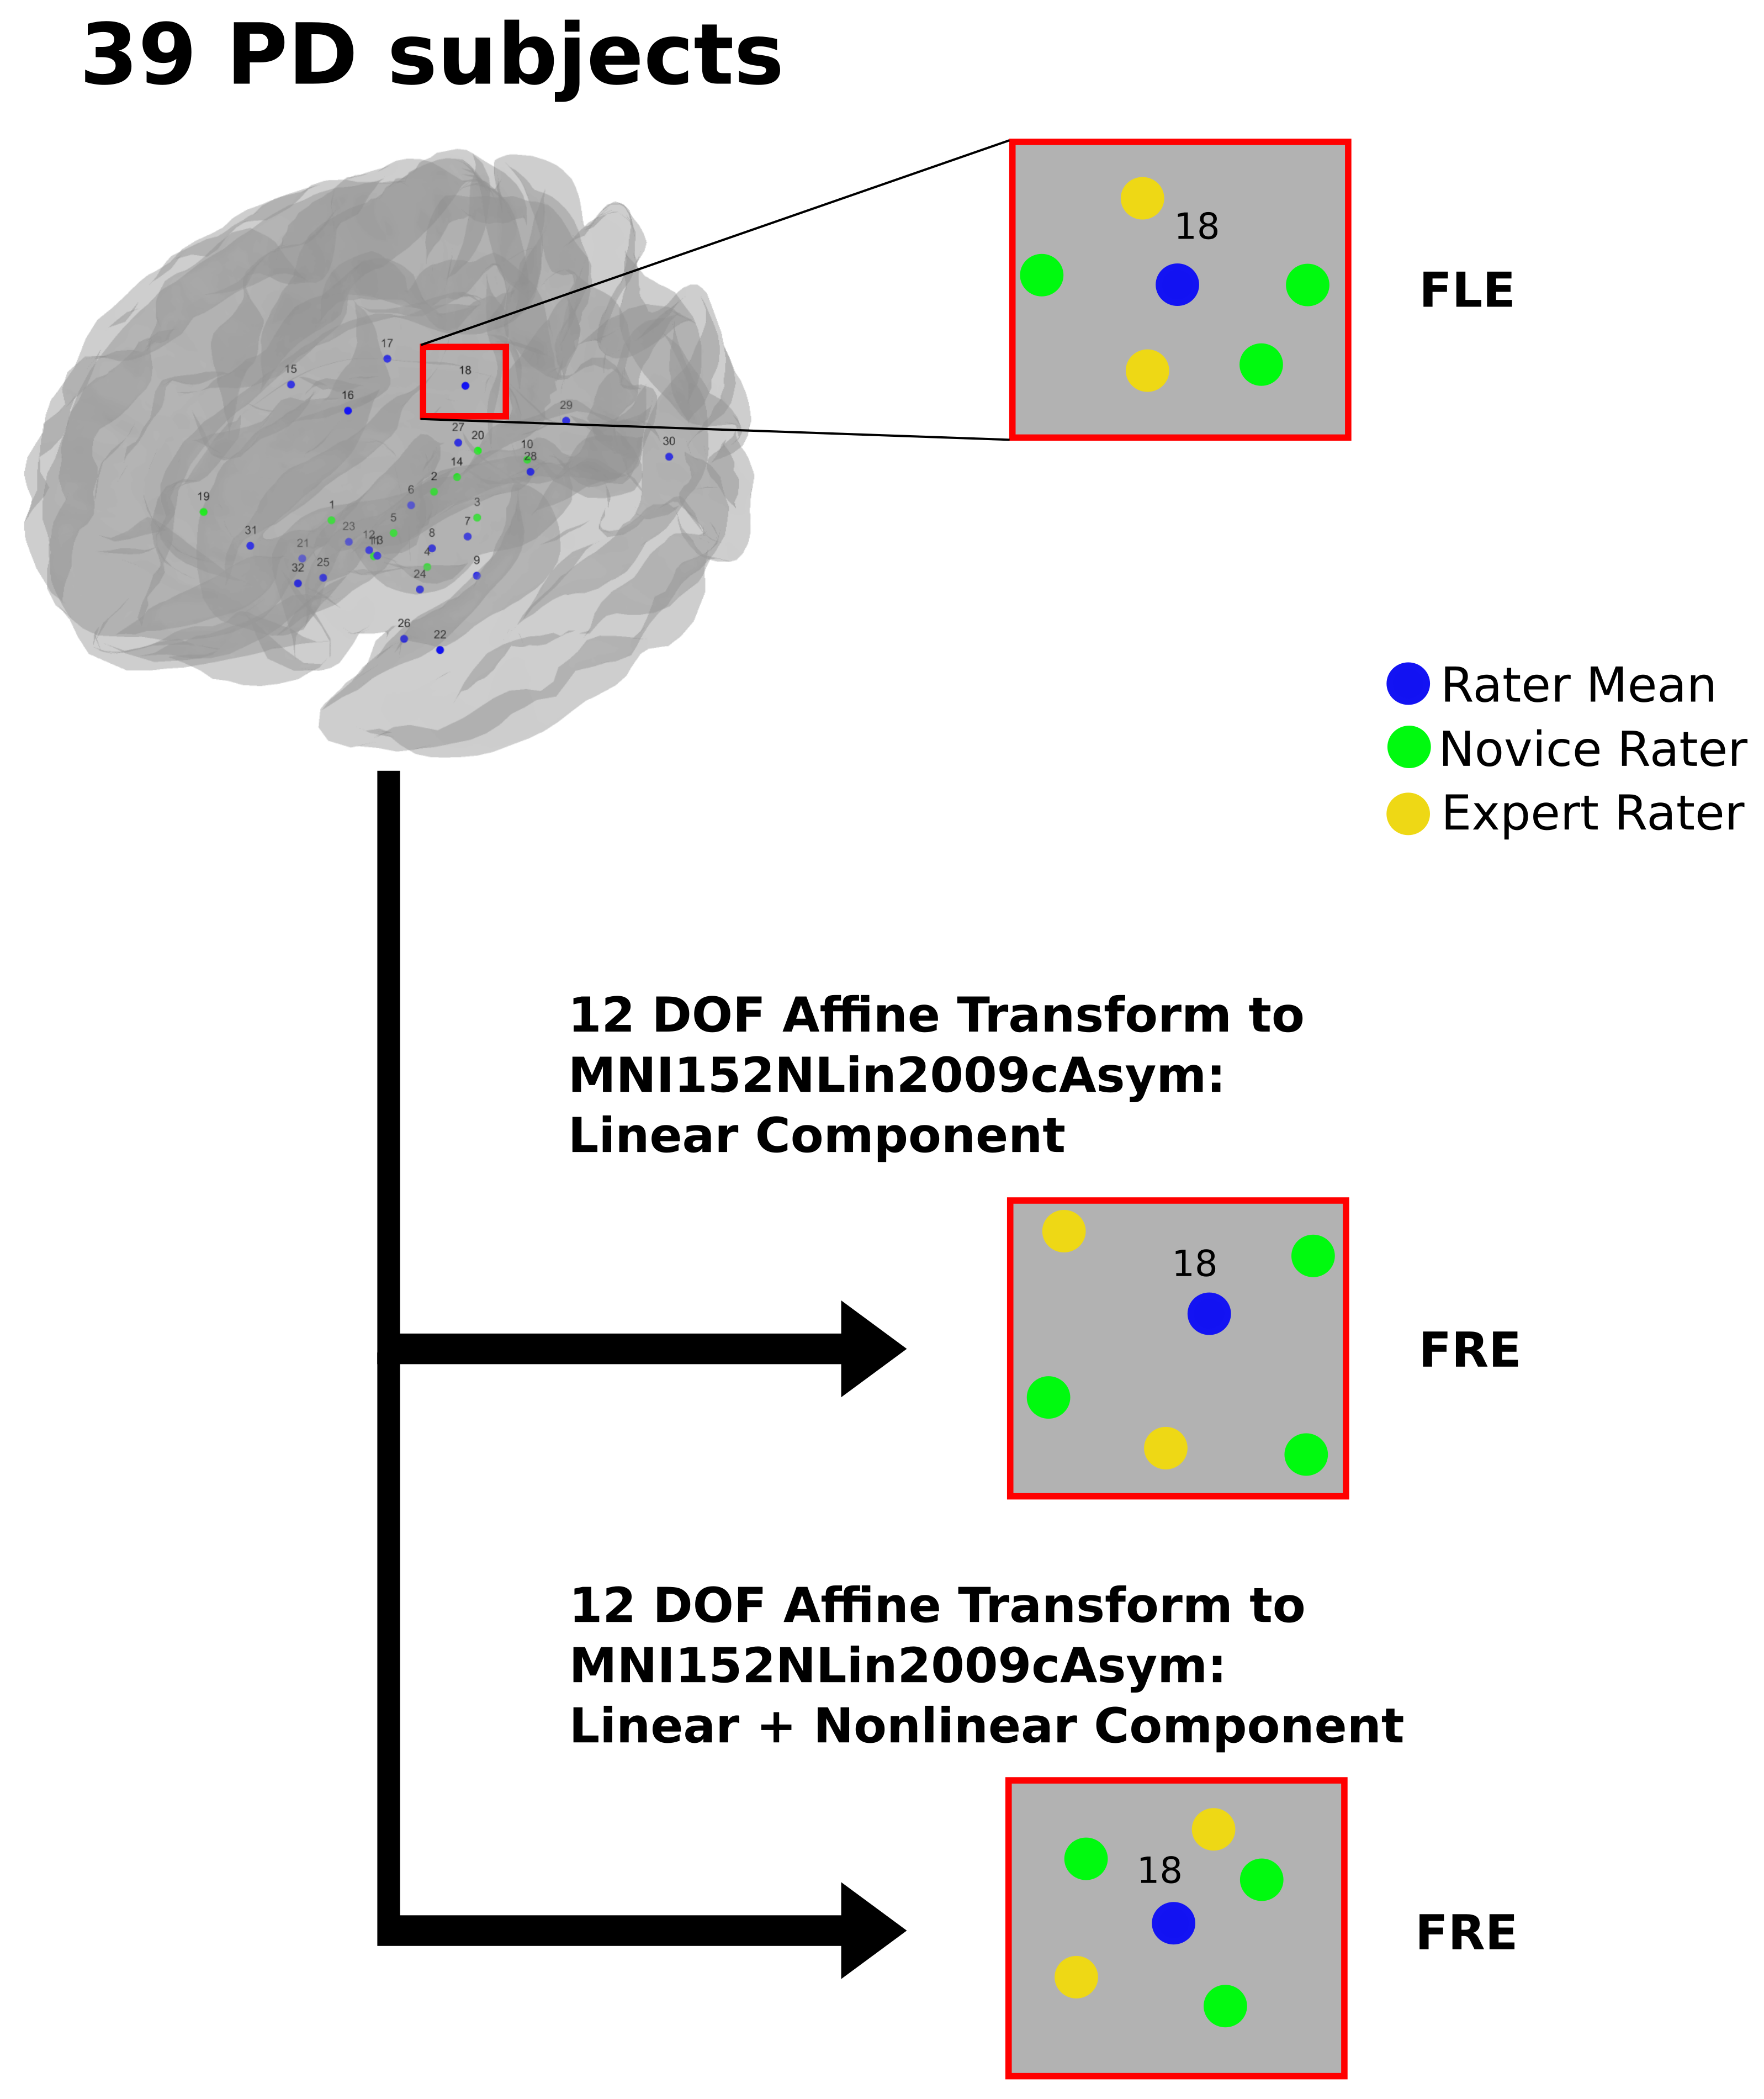 39 PD subjects
18
FLE
17
15
18
16
29
27
20
10
30
28
14
2
6
19
1
3
5
23
7
31
12
8
21
4
9
32
25
24
26
22
Rater Mean
Novice Rater
Expert Rater
12 DOF Affine Transform to
MNI152NLin2009cAsym:
Linear Component
18
FRE
12 DOF Affine Transform to
MNI152NLin2009cAsym:
Linear + Nonlinear Component
18
FRE